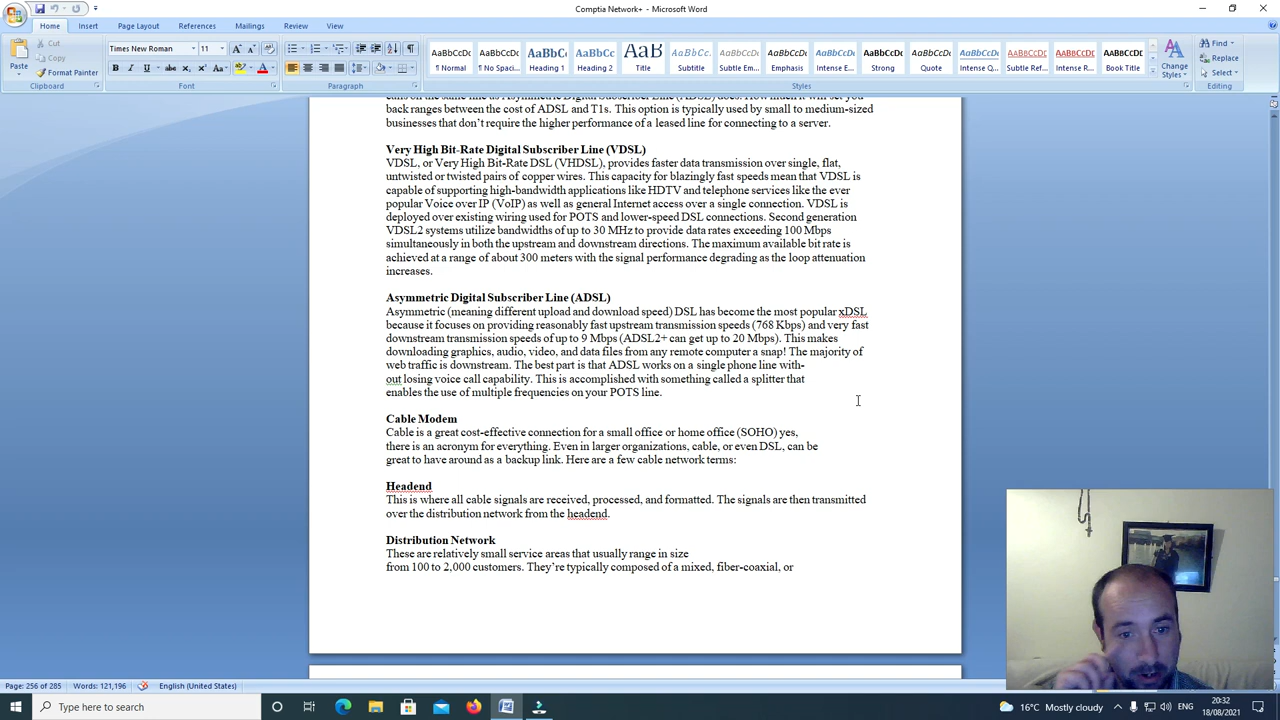 Comptia Network+ - Microsoft Word
Home
Insert
Page Layout
References
Mailings
Review
View
Cut
Copy
Paste
Format Painter
Clipboard
Times New Roman
11
Font
Paragraph
AaBbCcDc
¶ Normal
AaBbCcDc
¶ No Spaci...
AaBbC
Heading 1
AaBbCc
Heading 2
AaB
Title
AaBbCc.
Subtitle
AaBbCcDt
Subtle Em...
AaBbCcDt
Emphasis
AaBbCcDt
Intense E...
AaBbCcDc
Strong
AaBbCcDc
Quote
AaBbCcDc
Intense Q...
AaBbCcDc
Subtle Ref...
AaBbCcDc
Intense R...
AaBbCcDc
Book Title
Change Styles
Styles
Find
Replace
Select
Editing
back ranges between the cost of ADSL and T1s. This option is typically used by small to medium-sized
businesses that don’t require the higher performance of a leased line for connecting to a server.
Very High Bit-Rate Digital Subscriber Line (VDSL)
VDSL, or Very High Bit-Rate DSL (VHDSL), provides faster data transmission over single, flat,
untwisted or twisted pairs of copper wires. This capacity for blazingly fast speeds mean that VDSL is
capable of supporting high-bandwidth applications like HDTV and telephone services like the ever
popular Voice over IP (VoIP) as well as general Internet access over a single connection. VDSL is
deployed over existing wiring used for POTS and lower-speed DSL connections. Second generation
VDSL2 systems utilize bandwidths of up to 30 MHz to provide data rates exceeding 100 Mbps
simultaneously in both the upstream and downstream directions. The maximum available bit rate is
achieved at a range of about 300 meters with the signal performance degrading as the loop attenuation
increases.
Asymmetric Digital Subscriber Line (ADSL)
Asymmetric (meaning different upload and download speed) DSL has become the most popular xDSL
because it focuses on providing reasonably fast upstream transmission speeds (768 Kbps) and very fast
downstream transmission speeds of up to 9 Mbps (ADSL2+ can get up to 20 Mbps). This makes
downloading graphics, audio, video, and data files from any remote computer a snap! The majority of
web traffic is downstream. The best part is that ADSL works on a single phone line with-
out losing voice call capability. This is accomplished with something called a splitter that
enables the use of multiple frequencies on your POTS line.
Cable Modem
Cable is a great cost-effective connection for a small office or home office (SOHO) yes,
there is an acronym for everything. Even in larger organizations, cable, or even DSL, can be
great to have around as a backup link. Here are a few cable network terms:
Headend
This is where all cable signals are received, processed, and formatted. The signals are then transmitted
over the distribution network from the headend.
Distribution Network
These are relatively small service areas that usually range in size
from 100 to 2,000 customers. They’re typically composed of a mixed, fiber-coaxial, or
Page: 256 of 285
Words: 121,196
English (United States)
Type here to search
16°C Mostly cloudy
ENG
20:32
18/08/2021